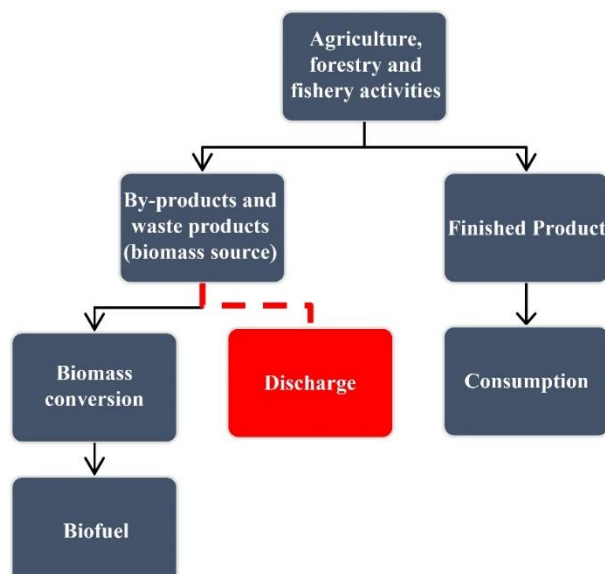 Agriculture,
forestry and
fishery activities
By-products and
waste products
(biomass source)
Finished Product
Biomass
conversion
Discharge
Consumption
Biofuel